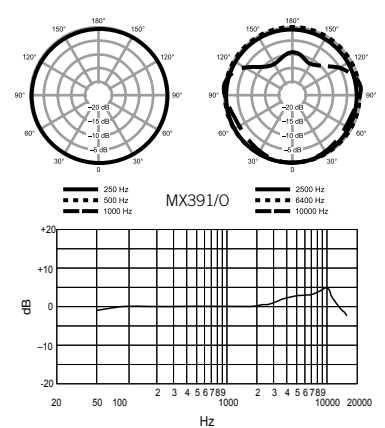 180° 180°
150° 150° 150° 150°
120° 120° 120° 120°
90° 90° 90° 90°
–20 dB –20 dB
–15 dB –15 dB
–10 dB –10 dB
–5 dB –5 dB
60° 60° 60° 60°
30° 30° 30° 30°
0 0
250 Hz 2500 Hz
500 Hz MX391/O 6400 Hz
1000 Hz 10000 Hz
+20
+10
dB
0
–10
-20
2 3 4 5 6 7 8 9 2 3 4 5 6 7 8 9
20 50 100 1000 10000 20000
Hz